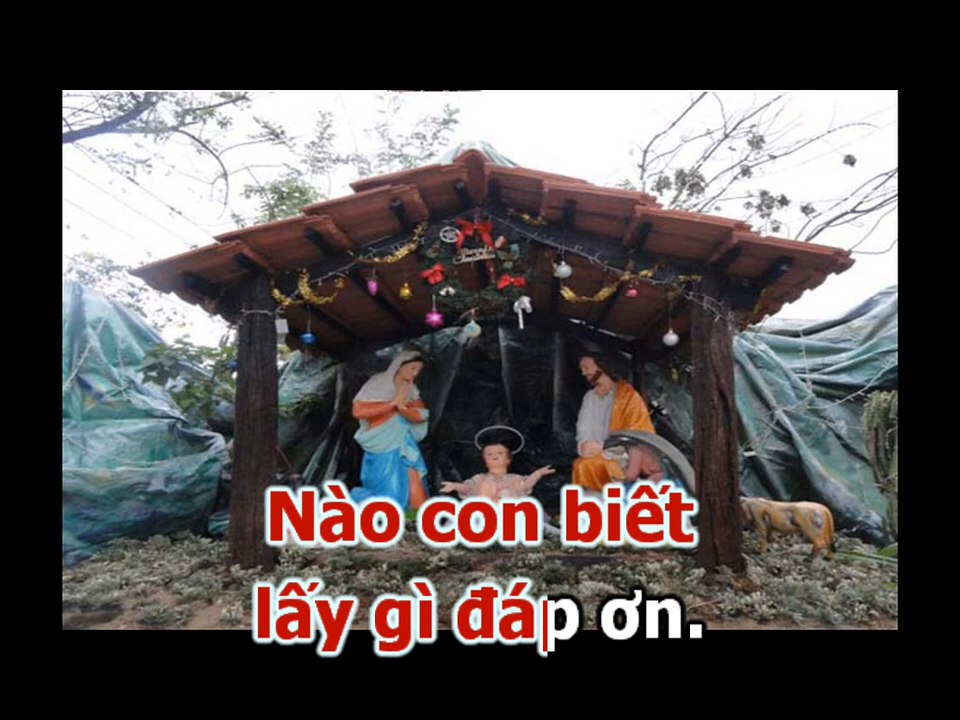 Nào con biết
lấy gì đáp ơn.